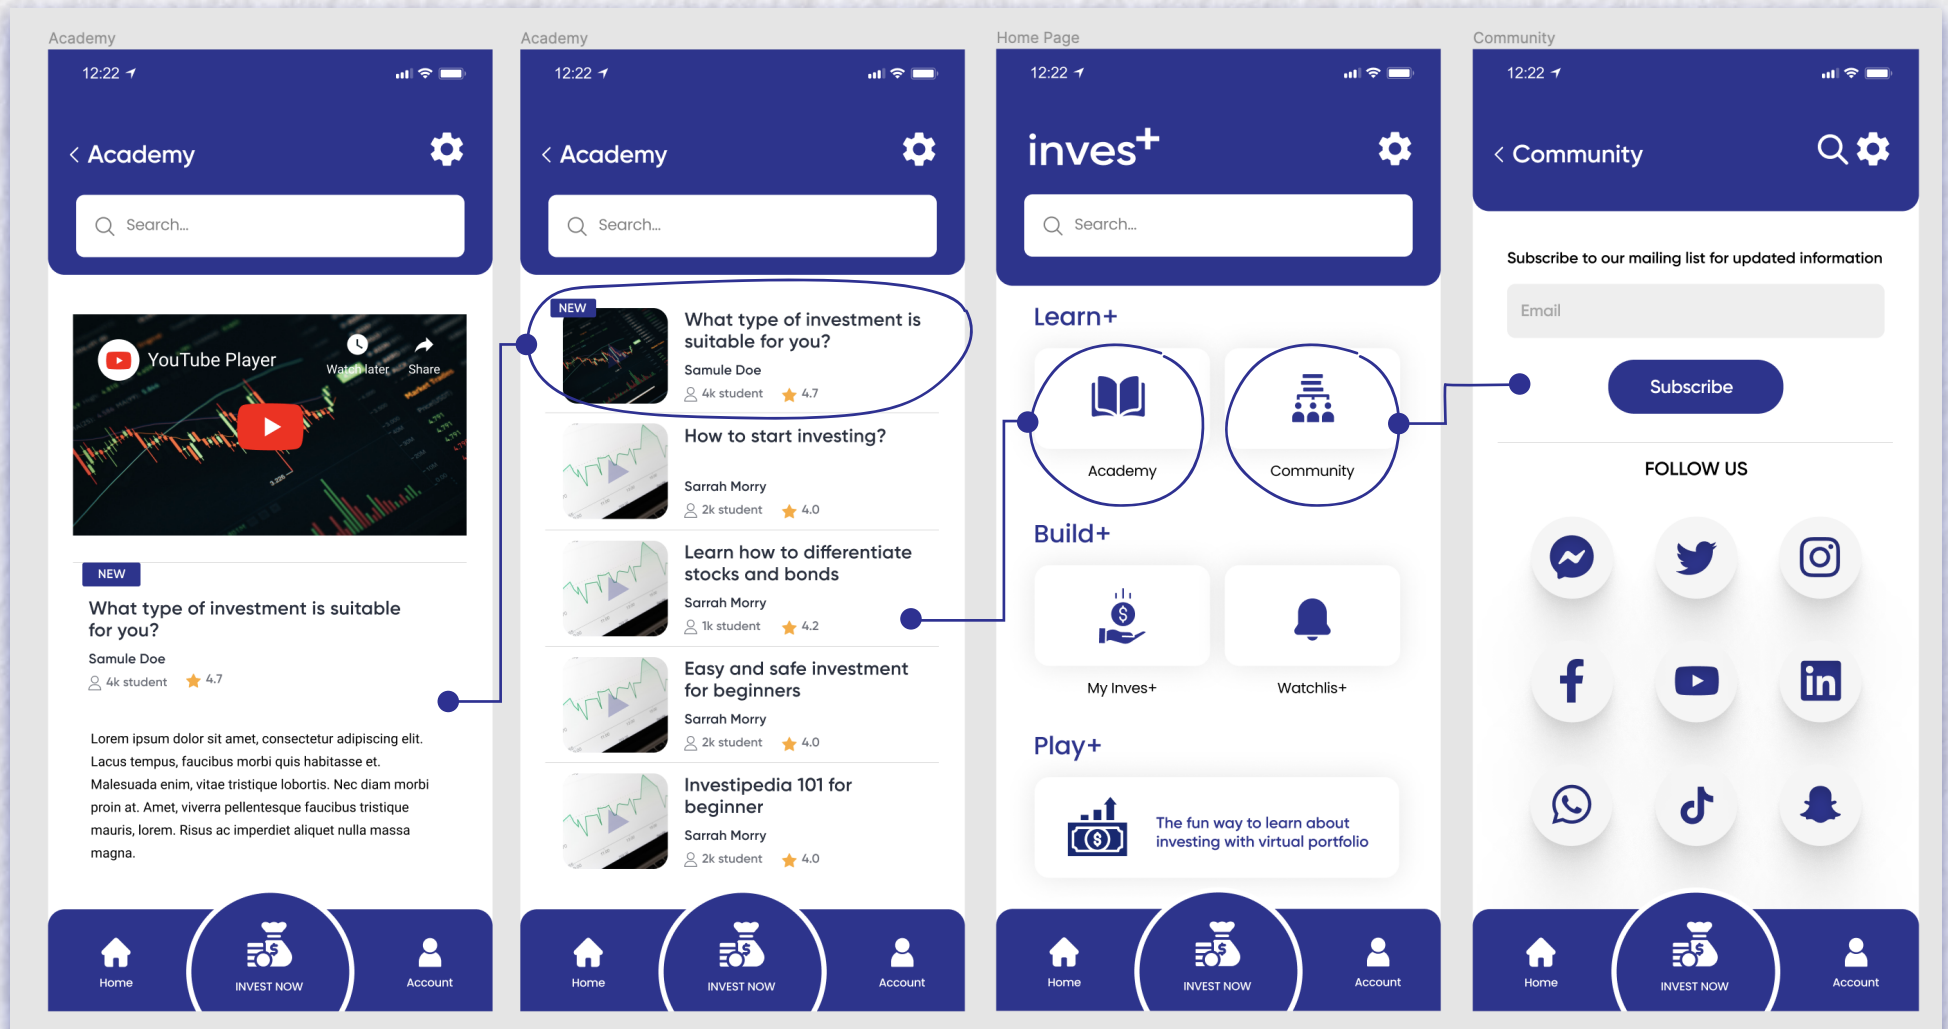 Academy
12:22
Academy
Search...
YouTube Player
Watch later
Share
Market Trading
3.226
4.791
4.791
NEW
What type of investment is suitable
for you?
Samule Doe
4k student
4.7
Lorem ipsum dolor sit amet, consectetur adipiscing elit.
Lacus tempus, faucibus morbi quis habitasse et.
Malesuada enim, vitae tristique lobortis. Nec diam morbi
proin at. Amet, viverra pellentesque faucibus tristique
mauris, lorem. Risus ac imperdiet aliquet nulla massa
magna.
Home
INVEST NOW
Account
Academy
12:22
Academy
Search...
NEW
What type of investment is
suitable for you?
Samule Doe
4k student
4.7
How to start investing?
Sarrah Morry
2k student
4.0
Learn how to differentiate
stocks and bonds
Sarrah Morry
1k student
4.2
Easy and safe investment
for beginners
Sarrah Morry
2k student
4.0
Investipedia 101 for
beginner
Sarrah Morry
2k student
4.0
Home
INVEST NOW
Account
Home Page
12:22
inves+
Search...
Learn+
Academy
Community
Build+
My Inves+
Watchlis+
Play+
The fun way to learn about
investing with virtual portfolio
Home
INVEST NOW
Account
Community
12:22
Community
Subscribe to our mailing list for updated information
Email
Subscribe
FOLLOW US
Home
INVEST NOW
Account